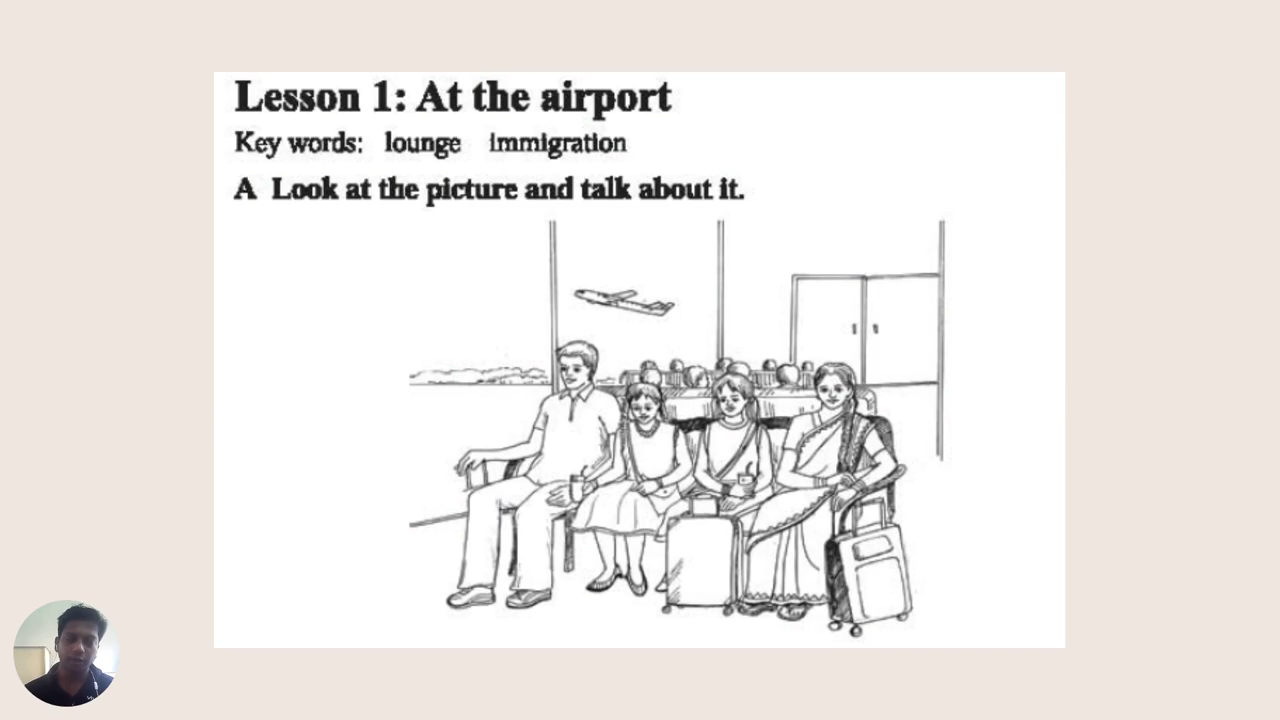 Lesson 1: At the airport
Key words: lounge immigration
A Look at the picture and talk about it.